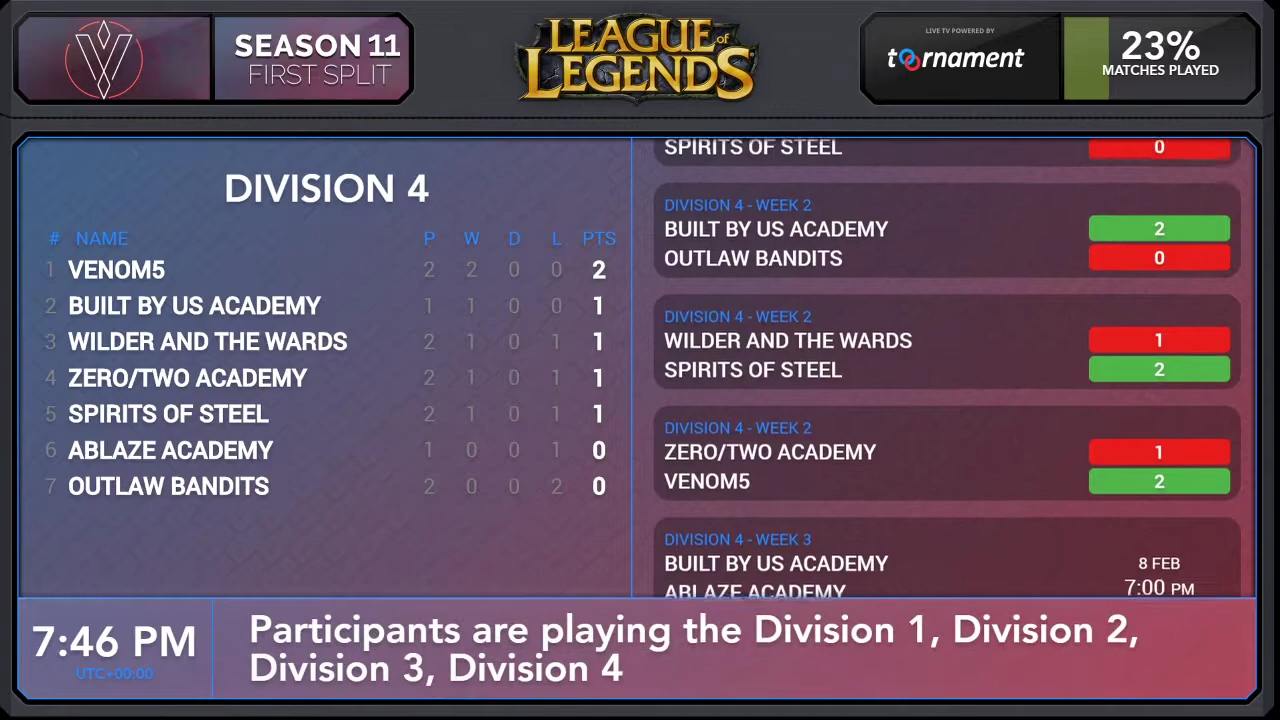 SEASON 11
FIRST SPLIT
LEAGUE of
LEGENDS
LIVE TV POWERED BY
toornament
23%
MATCHES PLAYED
DIVISION 4
# NAME P W D L PTS
1 VENOM5 2 2 0 0 2
2 BUILT BY US ACADEMY 1 1 0 0 1
3 WILDER AND THE WARDS 2 1 0 1 1
4 ZERO/TWO ACADEMY 2 1 0 1 1
5 SPIRITS OF STEEL 2 1 0 1 1
6 ABLAZE ACADEMY 1 0 0 1 0
7 OUTLAW BANDITS 2 0 0 2 0
SPIRITS OF STEEL 0
DIVISION 4 - WEEK 2
BUILT BY US ACADEMY 2
OUTLAW BANDITS 0
DIVISION 4 - WEEK 2
WILDER AND THE WARDS 1
SPIRITS OF STEEL 2
DIVISION 4 - WEEK 2
ZERO/TWO ACADEMY 1
VENOM5 2
DIVISION 4 - WEEK 3
BUILT BY US ACADEMY 8 FEB
ABLAZE ACADEMY 7:00 PM
7:46 PM
UTC+00:00
Participants are playing the Division 1, Division 2,
Division 3, Division 4